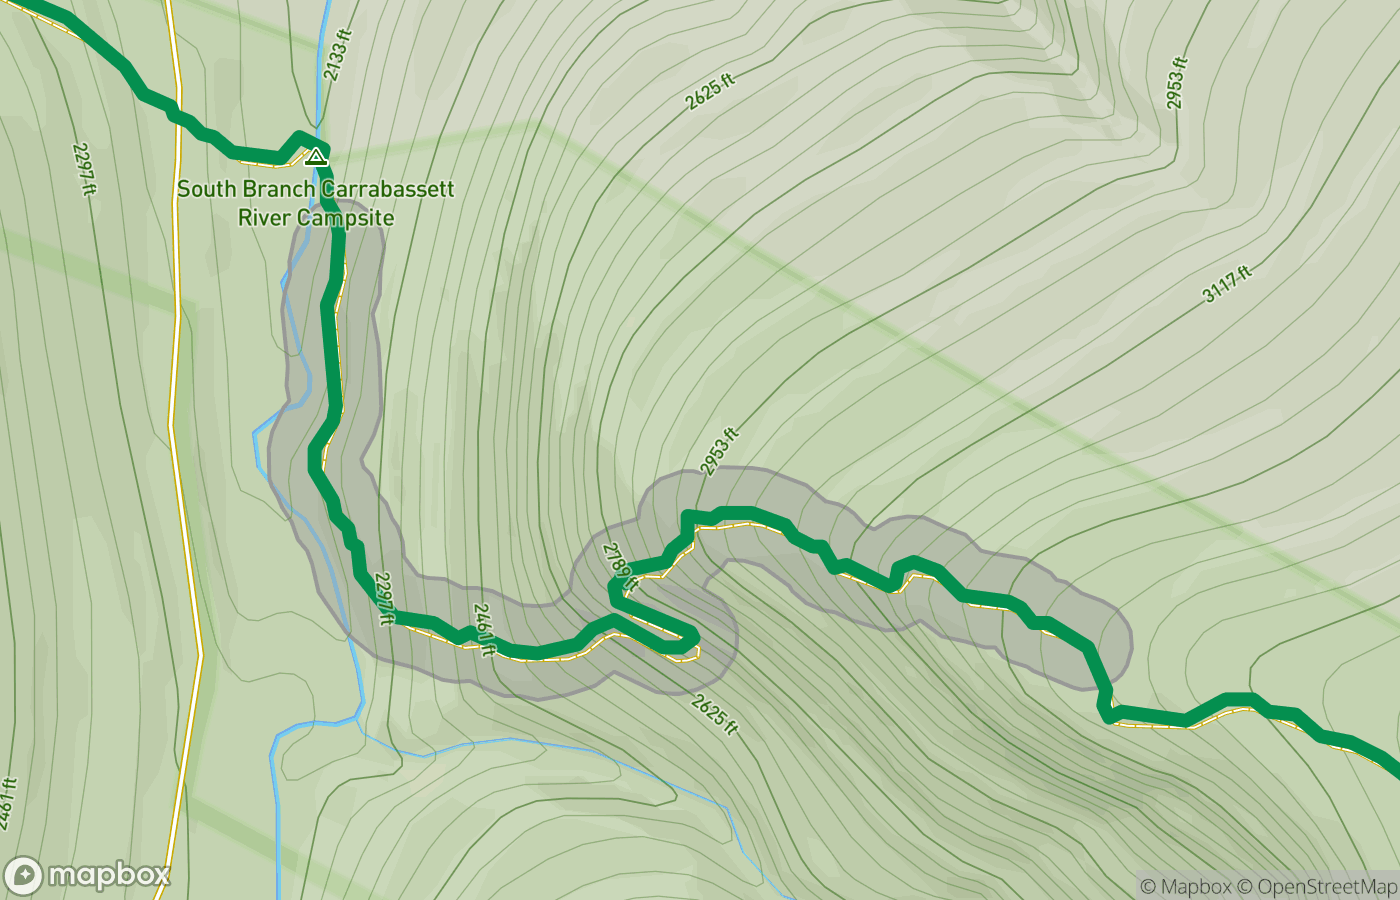 2133 ft
2625 ft
2953 ft
2297 ft
South Branch Carrabassett
River Campsite
3117 ft
2953 ft
2789 ft
2297 ft
2461 ft
2625 ft
2461 ft
mapbox
© Mapbox © OpenStreetMap